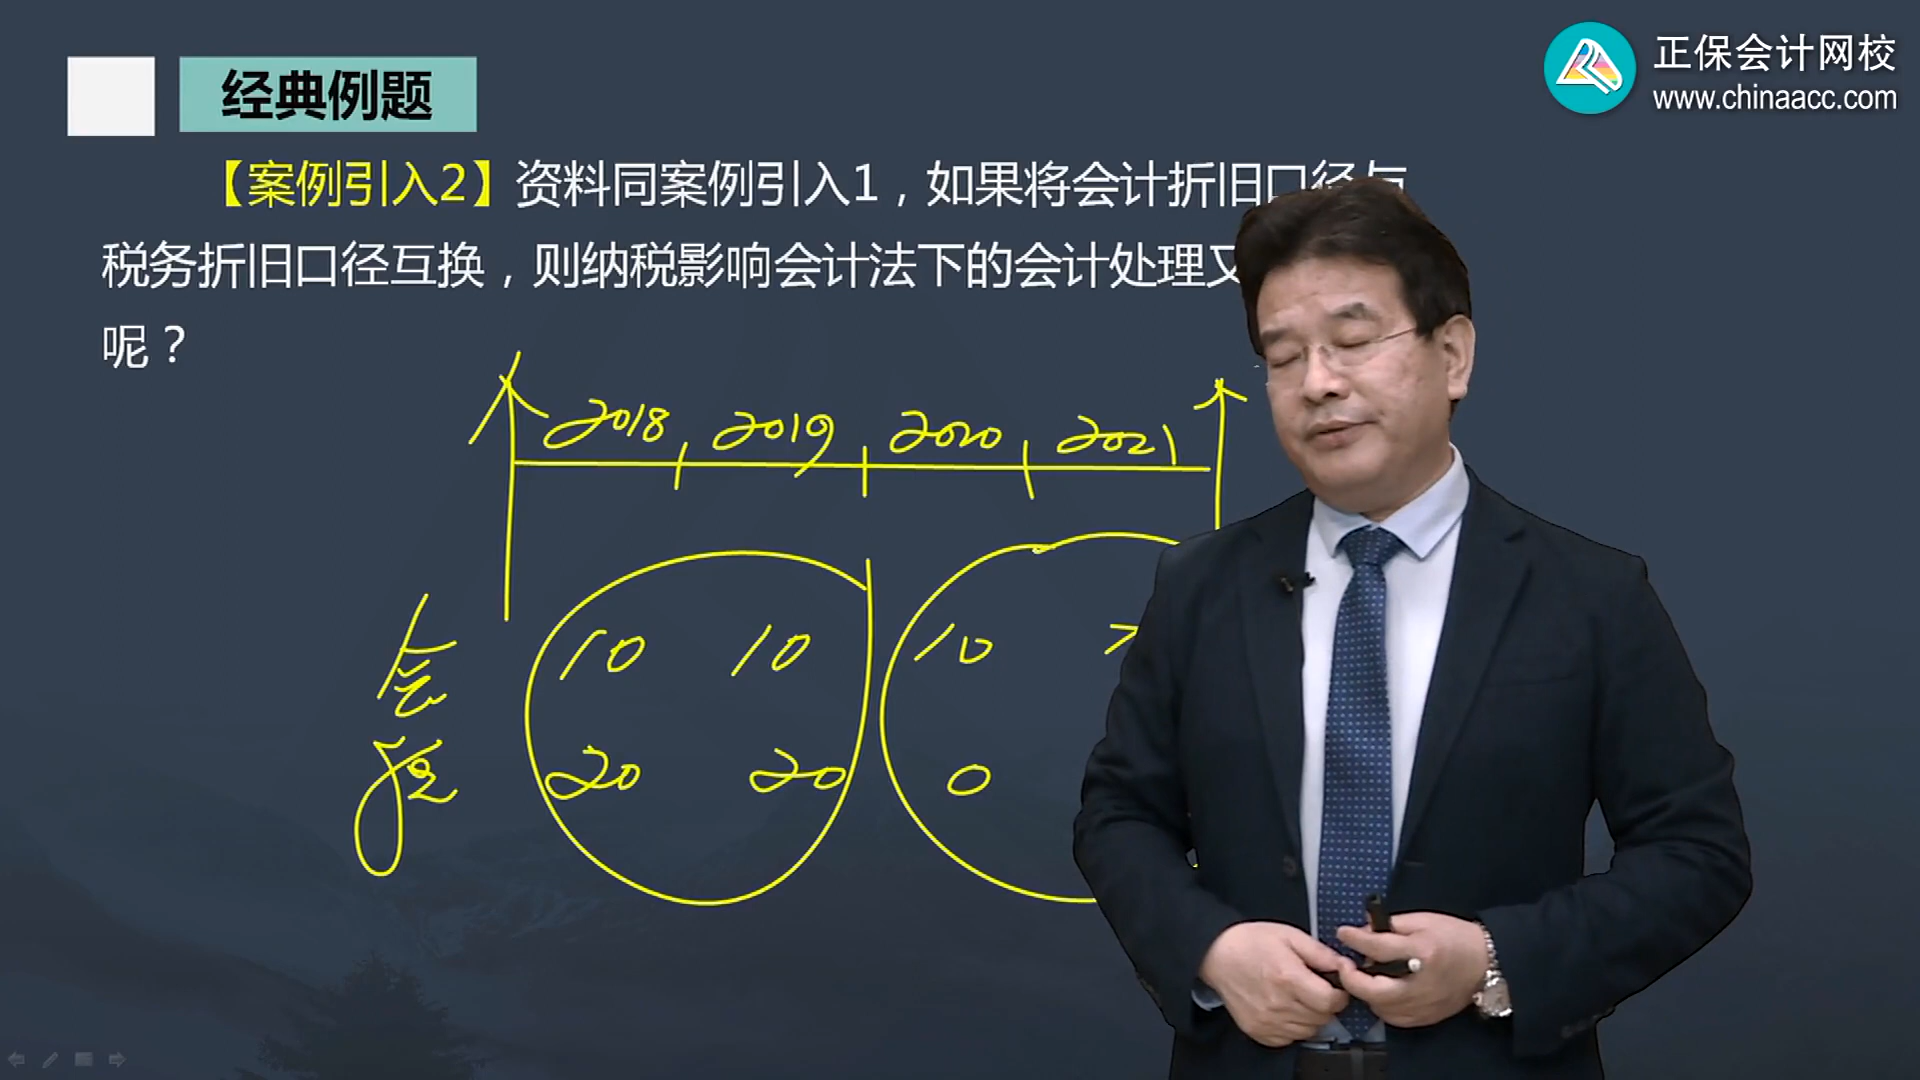 正保会计网校
www.chinaacc.com
经典例题
【案例引入2】资料同案例引入1，如果将会计折旧口径与
税务折旧口径互换，则纳税影响会计法下的会计处理又
呢？
2018 2019 2020 2021
会 10 10 10
税 20 20 0